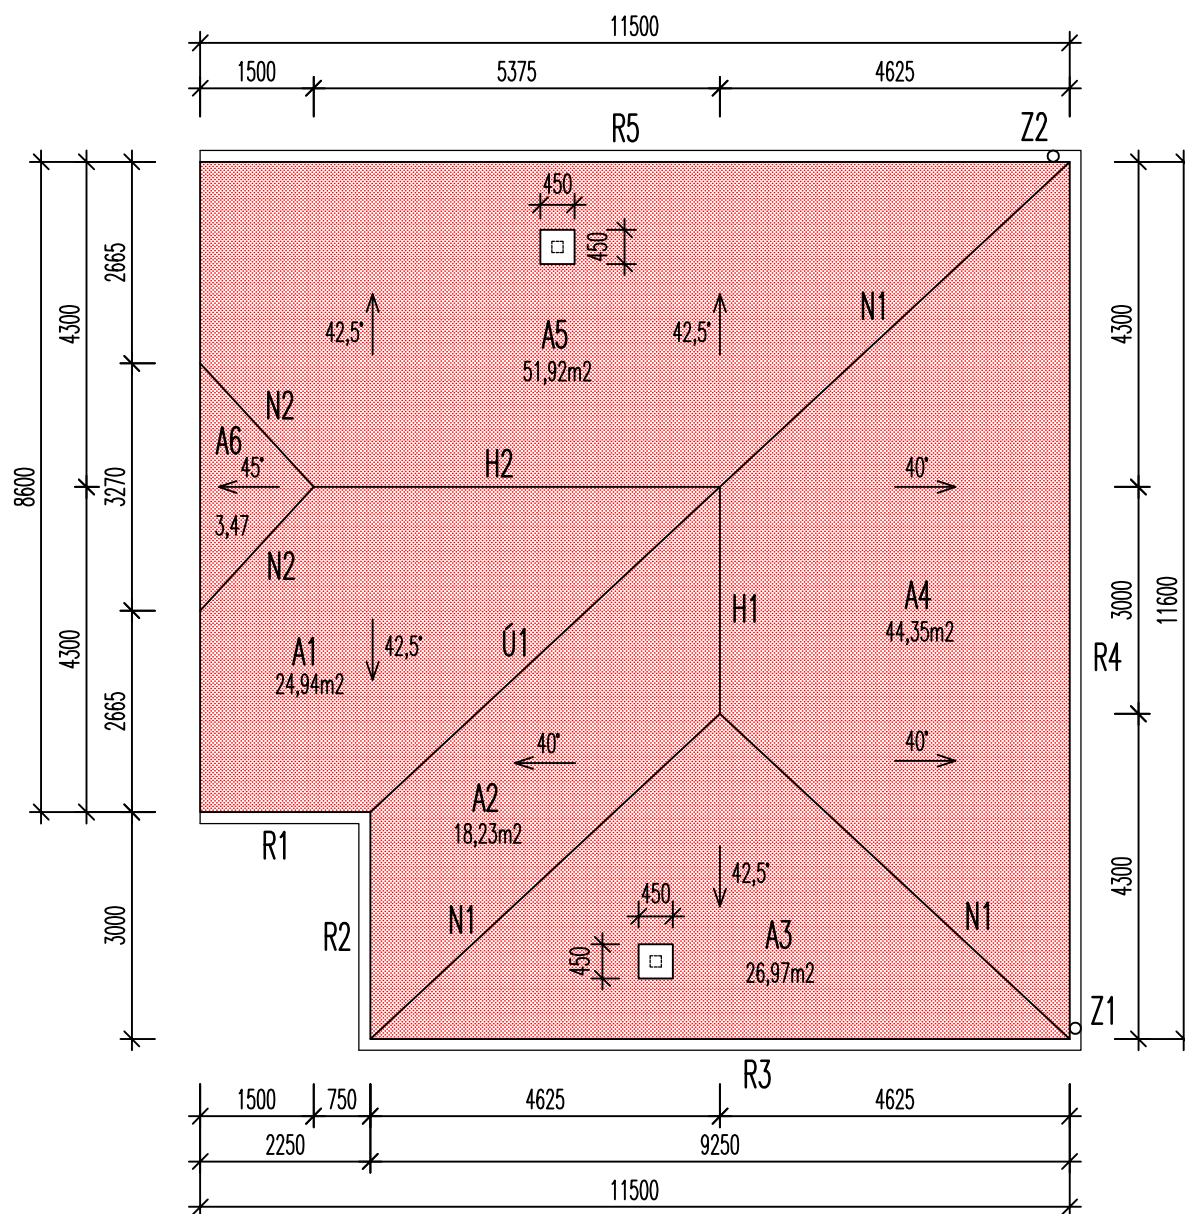 11500
1500 5375 4625
R5 Z2
450
450
2665
4300
8600
3270
4300
2665
3000
42,5°
42,5°
A5
51,92m2
N1
4300
N2
A6
45°
3,47
N2
H2
40°
H1
A4
44,35m2
3000
11600
R4
Ú1
A1
24,94m2
42,5°
40°
40°
A2
18,23m2
R1
R2
N1
42,5°
450
450
A3
26,97m2
N1
4300
Z1
R3
1500 750 4625 4625
2250 9250
11500